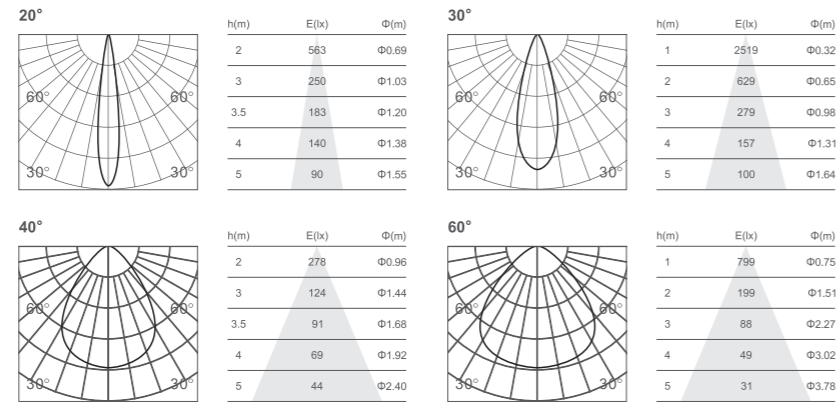 20°
h(m) E(lx) Φ(m)
2 563 Φ0.69
3 250 Φ1.03
3.5 183 Φ1.20
4 140 Φ1.38
5 90 Φ1.55
60° 60°
30° 30°
30°
h(m) E(lx) Φ(m)
1 2519 Φ0.32
2 629 Φ0.65
3 279 Φ0.98
4 157 Φ1.31
5 100 Φ1.64
60° 60°
30° 30°
40°
h(m) E(lx) Φ(m)
2 278 Φ0.96
3 124 Φ1.44
3.5 91 Φ1.68
4 69 Φ1.92
5 44 Φ2.40
60° 60°
30° 30°
60°
h(m) E(lx) Φ(m)
1 799 Φ0.75
2 199 Φ1.51
3 88 Φ2.27
4 49 Φ3.02
5 31 Φ3.78
60° 60°
30° 30°